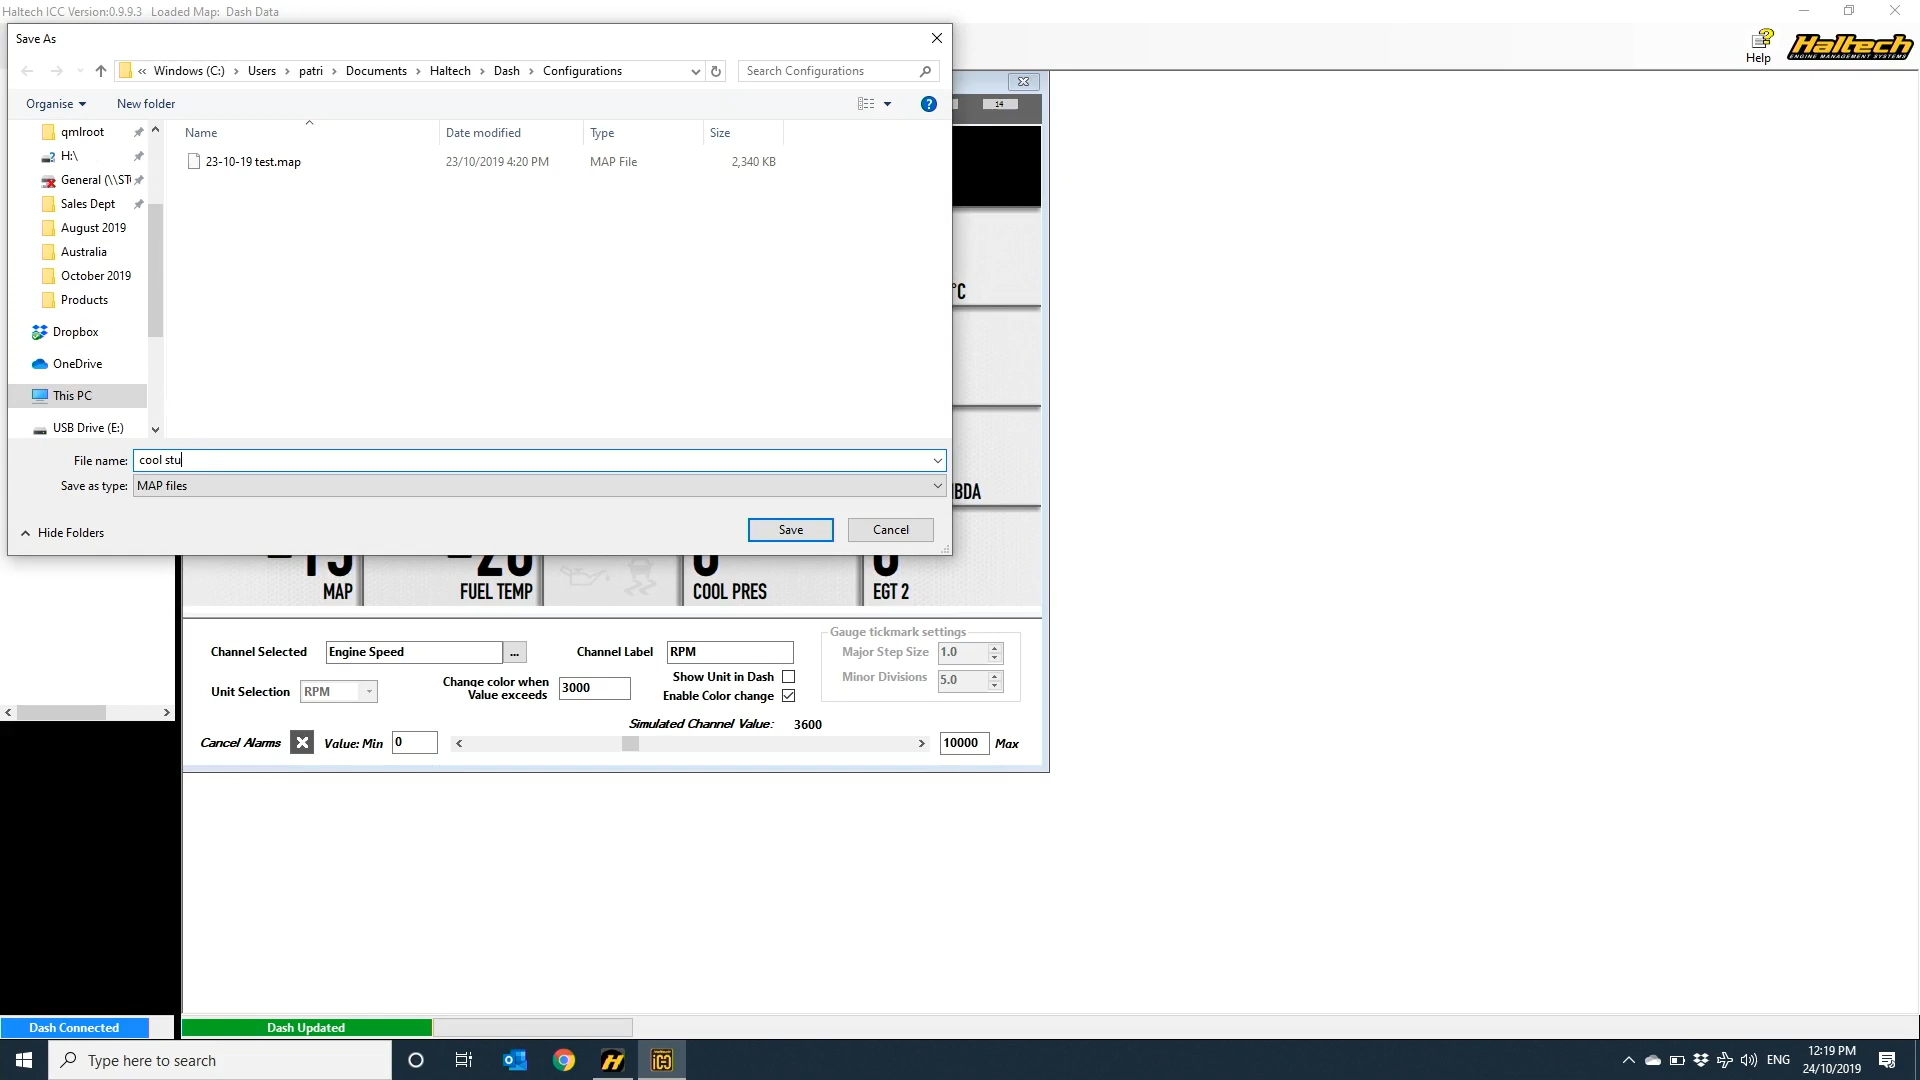 Haltech ICC Version:0.9.9.3 Loaded Map: Dash Data
Save As
« Windows (C:) › Users › patri › Documents › Haltech › Dash › Configurations
Search Configurations
Help
Haltech
ENGINE MANAGEMENT SYSTEMS
Organise
New folder
14
Name
Date modified
Type
Size
qmlroot
H:\
General (\\ST
Sales Dept
August 2019
Australia
October 2019
Products
Dropbox
OneDrive
This PC
USB Drive (E:)
23-10-19 test.map
23/10/2019 4:20 PM
MAP File
2,340 KB
°C
BDA
File name:
cool stu
Save as type:
MAP files
Hide Folders
Save
Cancel
MAP
FUEL TEMP
COOL PRES
EGT 2
Channel Selected
Engine Speed
...
Channel Label
RPM
Gauge tickmark settings
Major Step Size
1.0
Minor Divisions
5.0
Unit Selection
RPM
Change color when
Value exceeds
3000
Show Unit in Dash
Enable Color change
Simulated Channel Value:
3600
Cancel Alarms
Value: Min
0
10000
Max
Dash Connected
Dash Updated
Type here to search
ENG
12:19 PM
24/10/2019